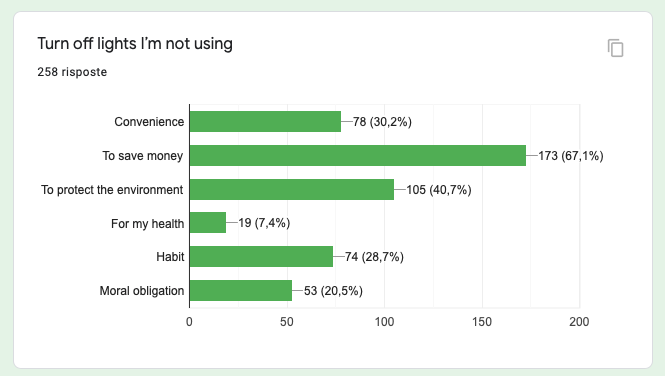 Turn off lights I'm not using
258 risposte
Convenience 78 (30,2%)
To save money 173 (67,1%)
To protect the environment 105 (40,7%)
For my health 19 (7,4%)
Habit 74 (28,7%)
Moral obligation 53 (20,5%)
0 50 100 150 200